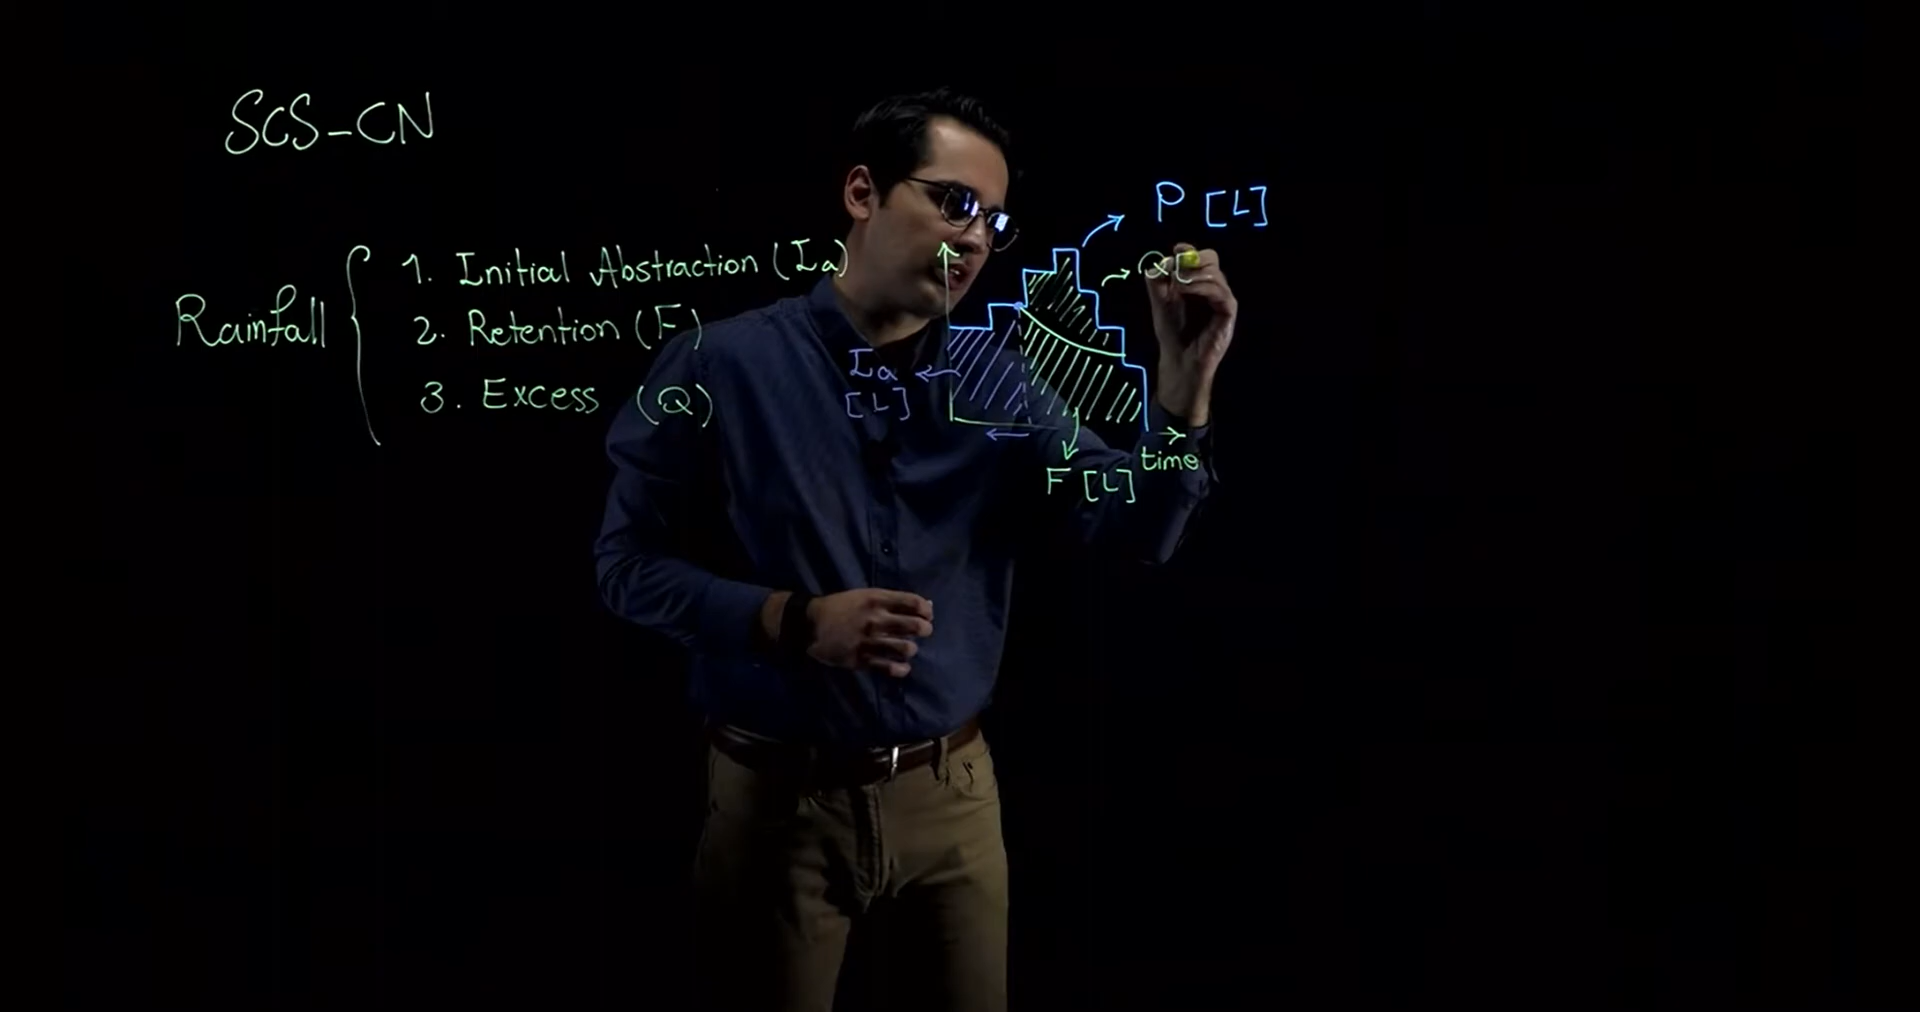 SCS-CN
Rainfall
1. Initial Abstraction (Ia)
2. Retention (F)
3. Excess (Q)
P [L]
Q [
Ia
[L]
F [L]
time